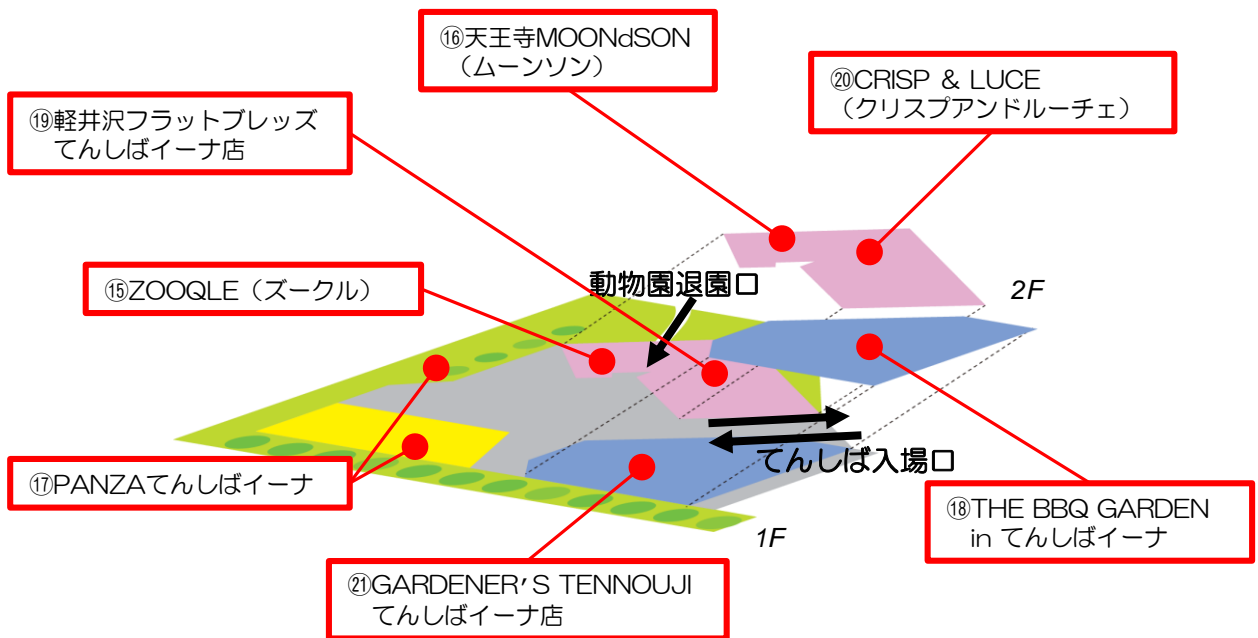 ⑯天王寺MOONdSON
（ムーンソン）
⑳CRISP & LUCE
（クリスプアンドルーチェ）
⑲軽井沢フラットブレッズ
てんしばイーナ店
⑮ZOOQLE（ズークル）
動物園退園口
2F
⑰PANZAてんしばイーナ
てんしば入場口
⑱THE BBQ GARDEN
in てんしばイーナ
1F
㉑GARDENER'S TENNOUJI
てんしばイーナ店